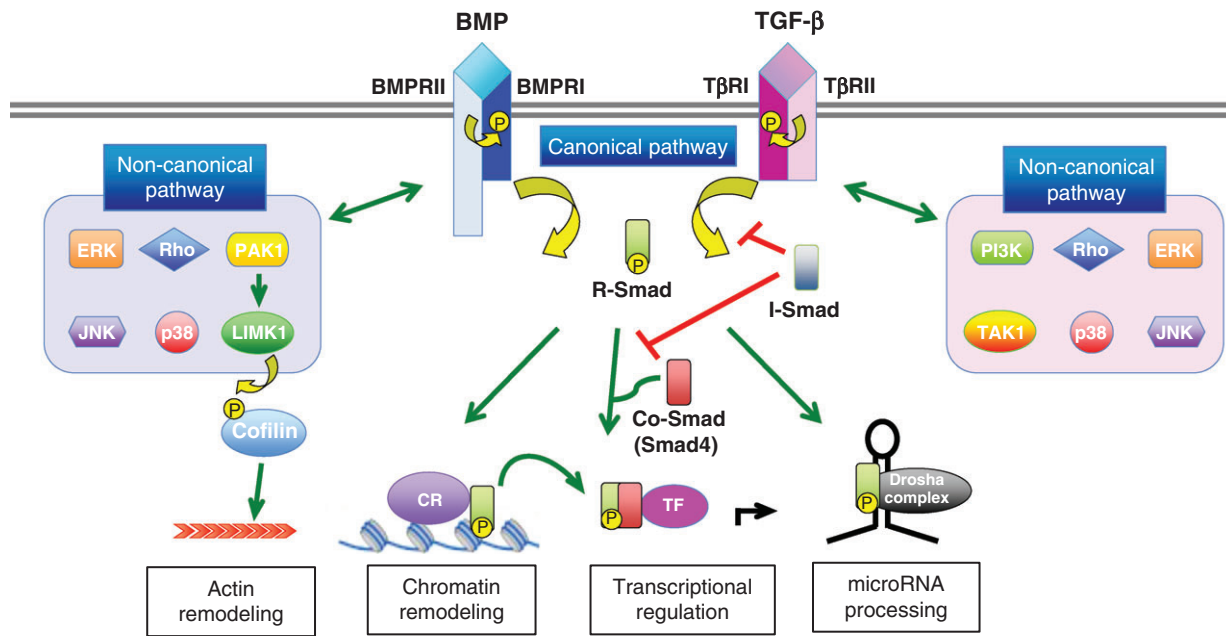 BMP
TGF-β
BMPRII
BMPRI
TβRI
TβRII
P
P
Canonical pathway
Non-canonical
pathway
Non-canonical
pathway
ERK
Rho
PAK1
PI3K
Rho
ERK
P
R-Smad
I-Smad
JNK
p38
LIMK1
TAK1
p38
JNK
P
Cofilin
Co-Smad
(Smad4)
CR
P
P
TF
P
Drosha
complex
Actin
remodeling
Chromatin
remodeling
Transcriptional
regulation
microRNA
processing